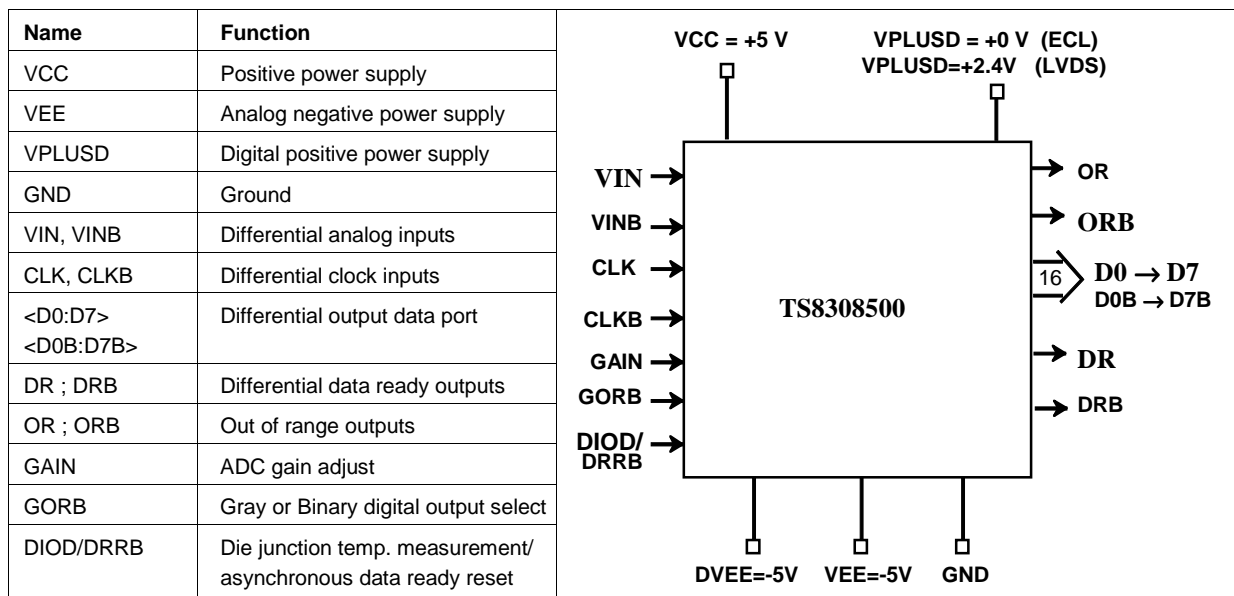 Name Function
VCC Positive power supply
VEE Analog negative power supply
VPLUSD Digital positive power supply
GND Ground
VIN, VINB Differential analog inputs
CLK, CLKB Differential clock inputs
<D0:D7> Differential output data port
<D0B:D7B>
DR ; DRB Differential data ready outputs
OR ; ORB Out of range outputs
GAIN ADC gain adjust
GORB Gray or Binary digital output select
DIOD/DRRB Die junction temp. measurement/
asynchronous data ready reset
VCC = +5 V
VPLUSD = +0 V (ECL)
VPLUSD=+2.4V (LVDS)
VIN
VINB
CLK
CLKB
GAIN
GORB
DIOD/
DRRB
TS8308500
OR
ORB
16
D0 → D7
D0B → D7B
DR
DRB
DVEE=-5V
VEE=-5V
GND